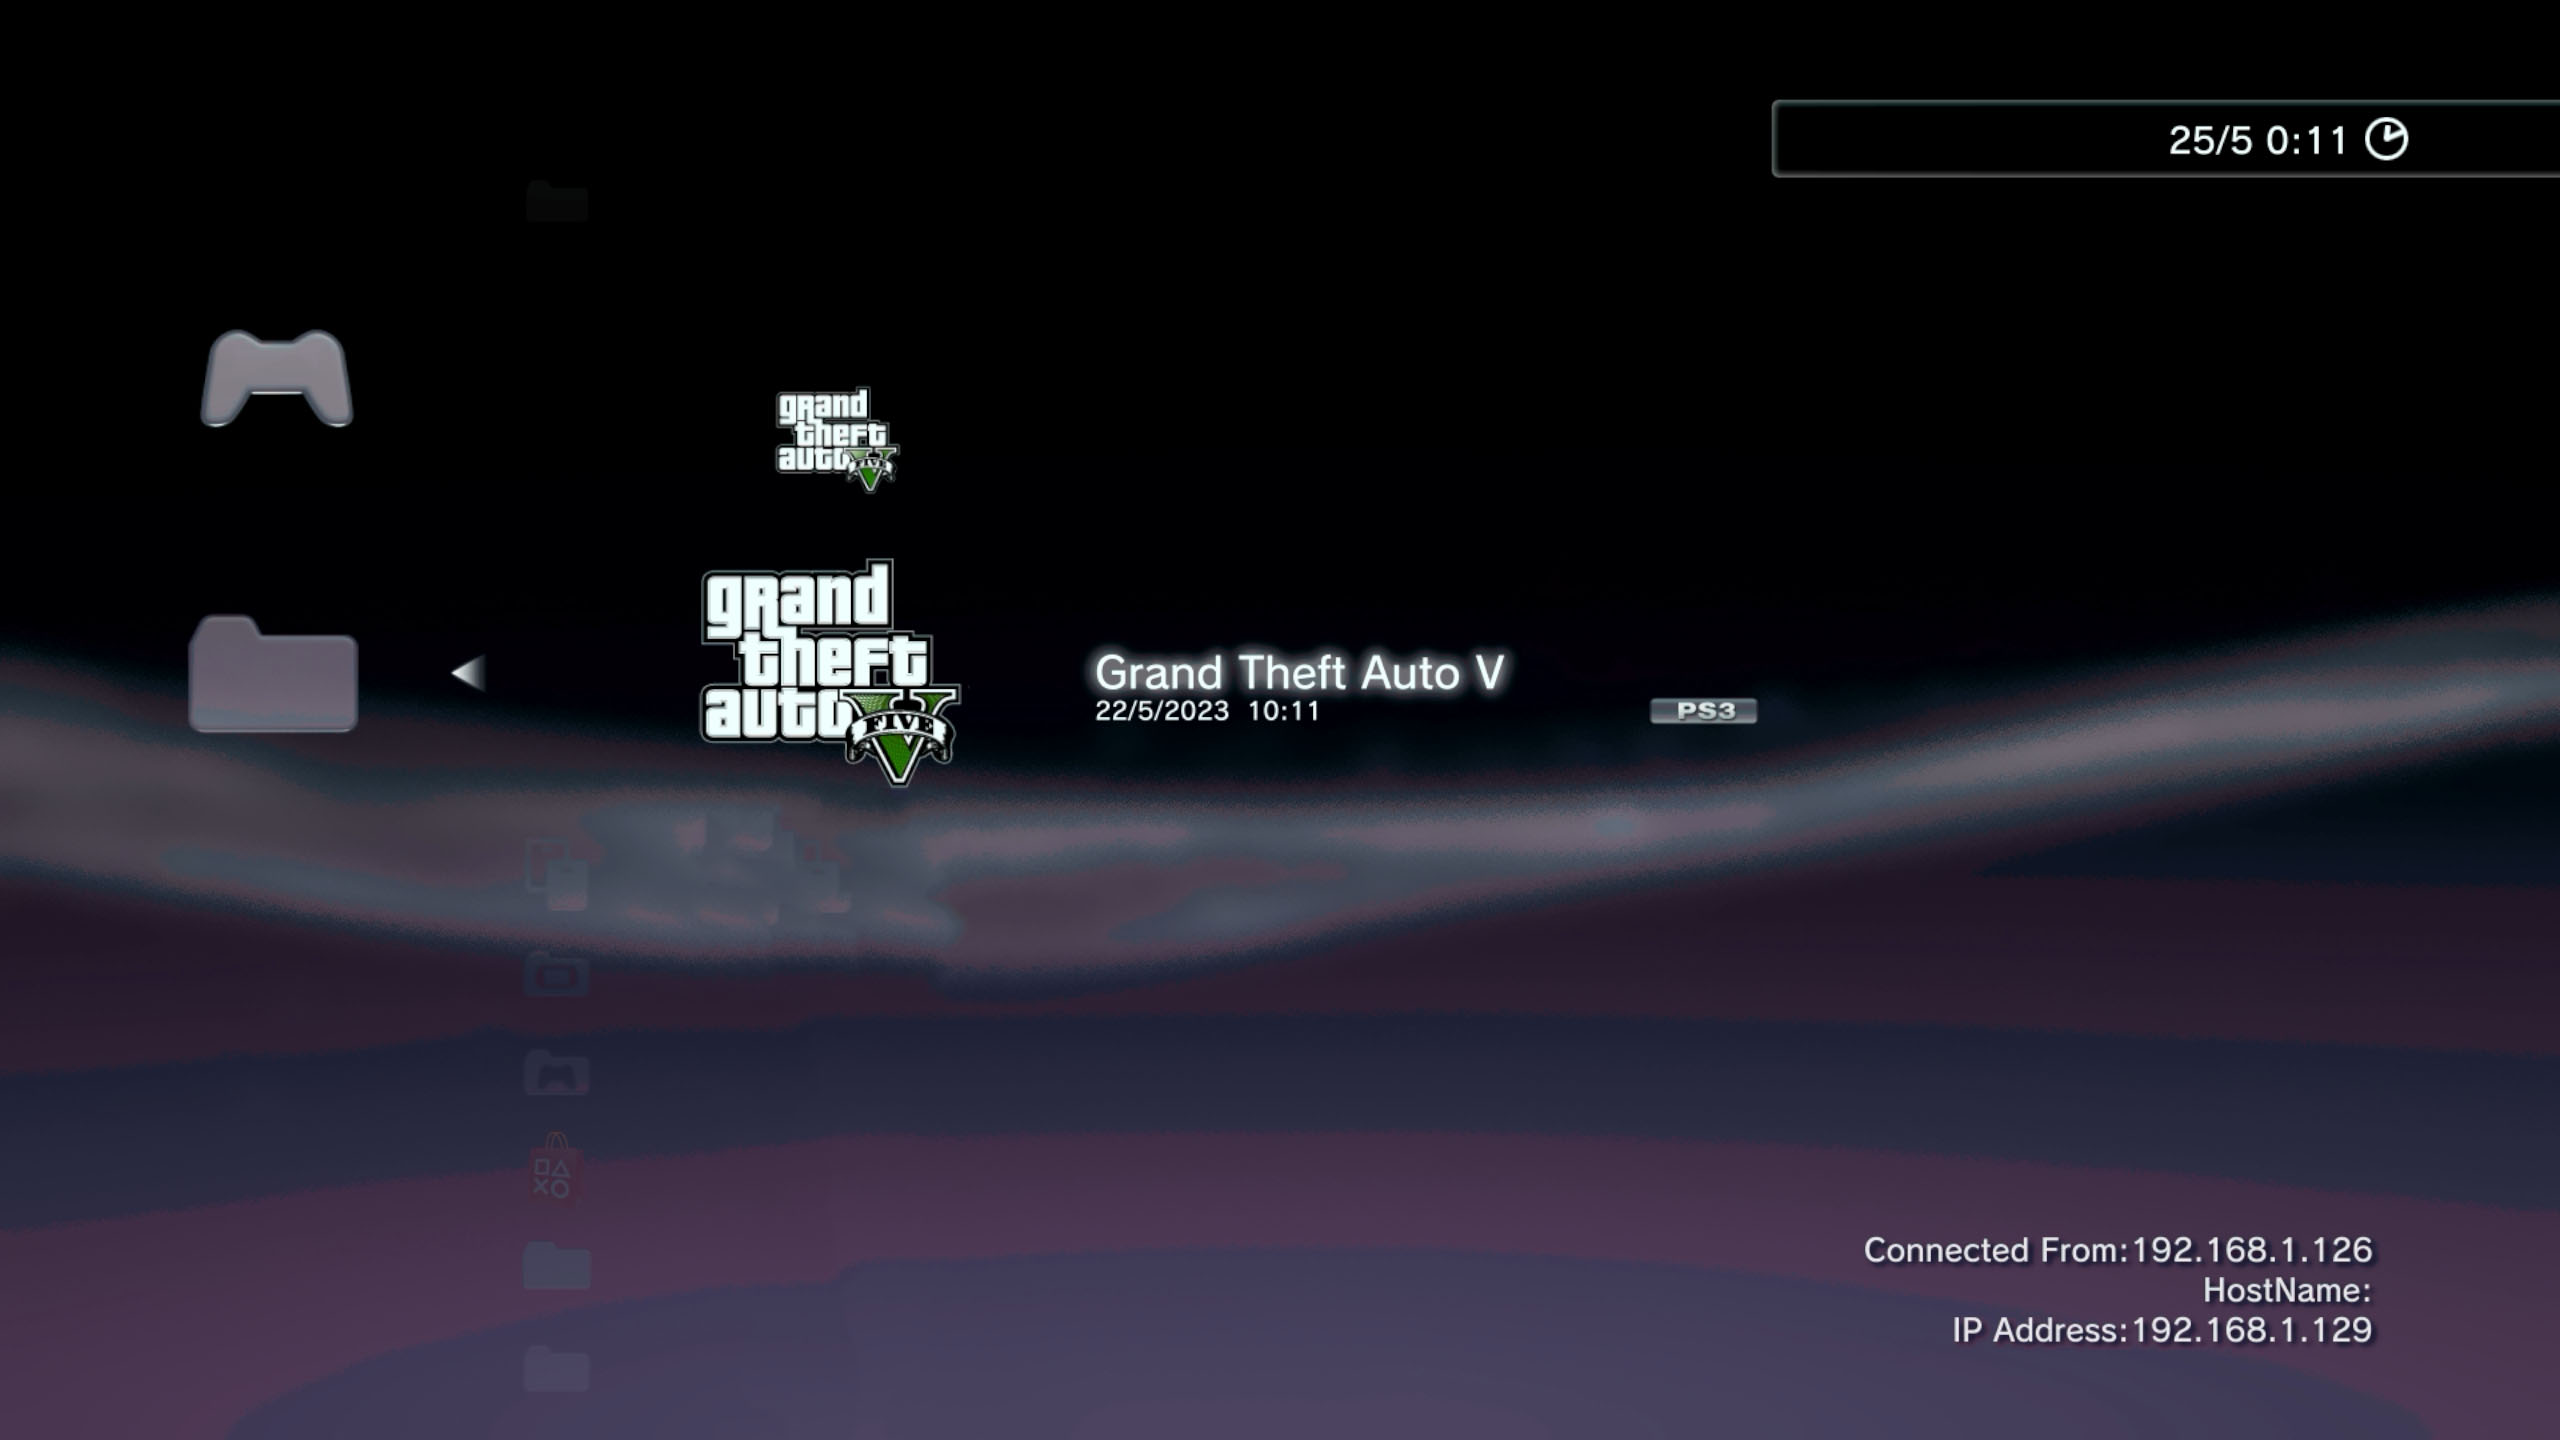 25/5 0:11
grand
theft
auto V
FIVE
grand
theft
auto V
FIVE
Grand Theft Auto V
22/5/2023 10:11
PS3
Connected From:192.168.1.126
HostName:
IP Address:192.168.1.129